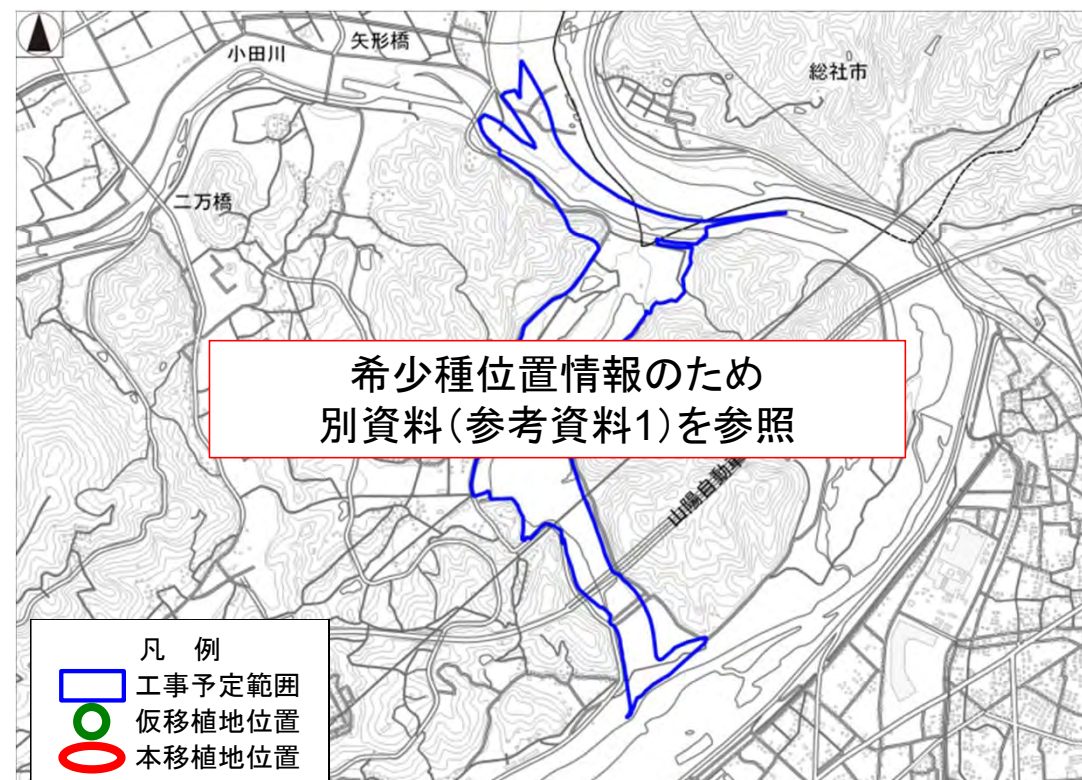 小田川
矢形橋
総社市
二万橋
希少種位置情報のため
別資料(参考資料1)を参照
山陽自動車
凡 例
工事予定範囲
仮移植地位置
本移植地位置